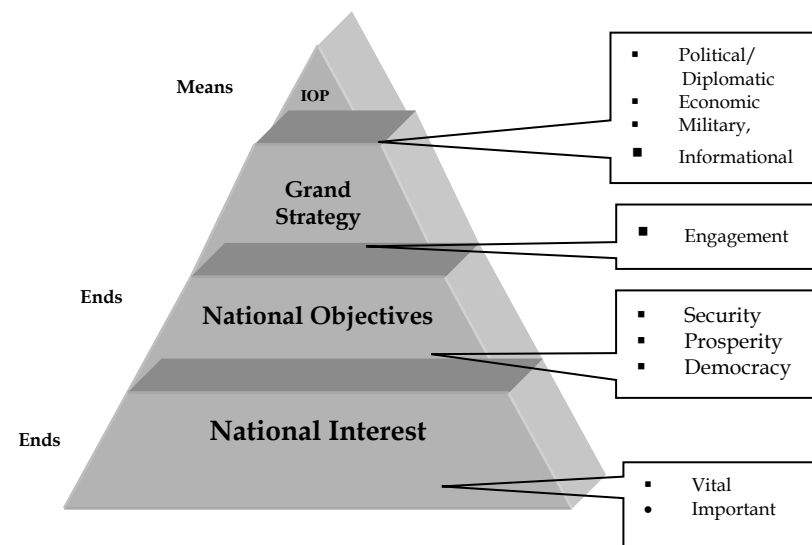 Means
IOP
▪ Political/
Diplomatic
▪ Economic
▪ Military,
▪ Informational
Grand
Strategy
▪ Engagement
Ends
National Objectives
▪ Security
▪ Prosperity
▪ Democracy
Ends
National Interest
▪ Vital
• Important